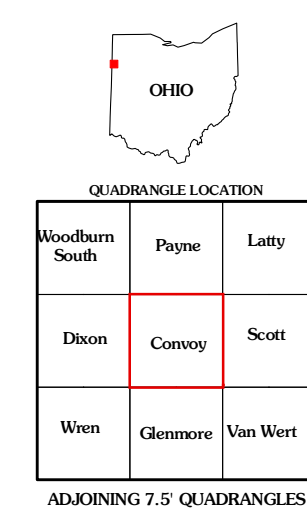 OHIO
QUADRANGLE LOCATION
Woodburn
South
Payne
Latty
Dixon
Convoy
Scott
Wren
Glenmore
Van Wert
ADJOINING 7.5' QUADRANGLES